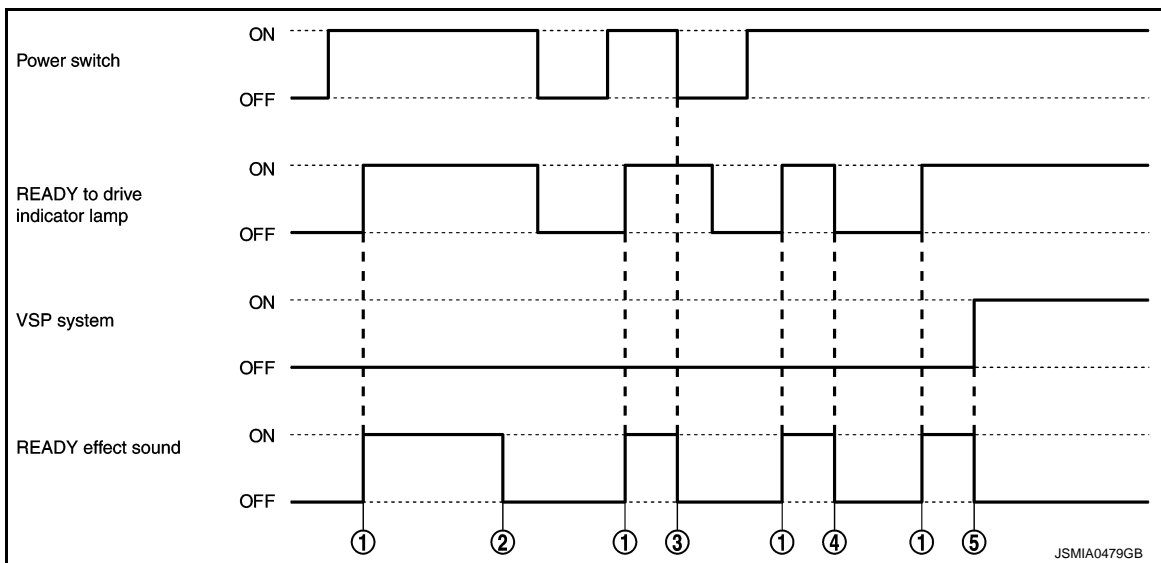 ON
Power switch
OFF
ON
READY to drive
indicator lamp
OFF
ON
VSP system
OFF
ON
READY effect sound
OFF
① ② ① ③ ① ④ ① ⑤
JSMIA0479GB